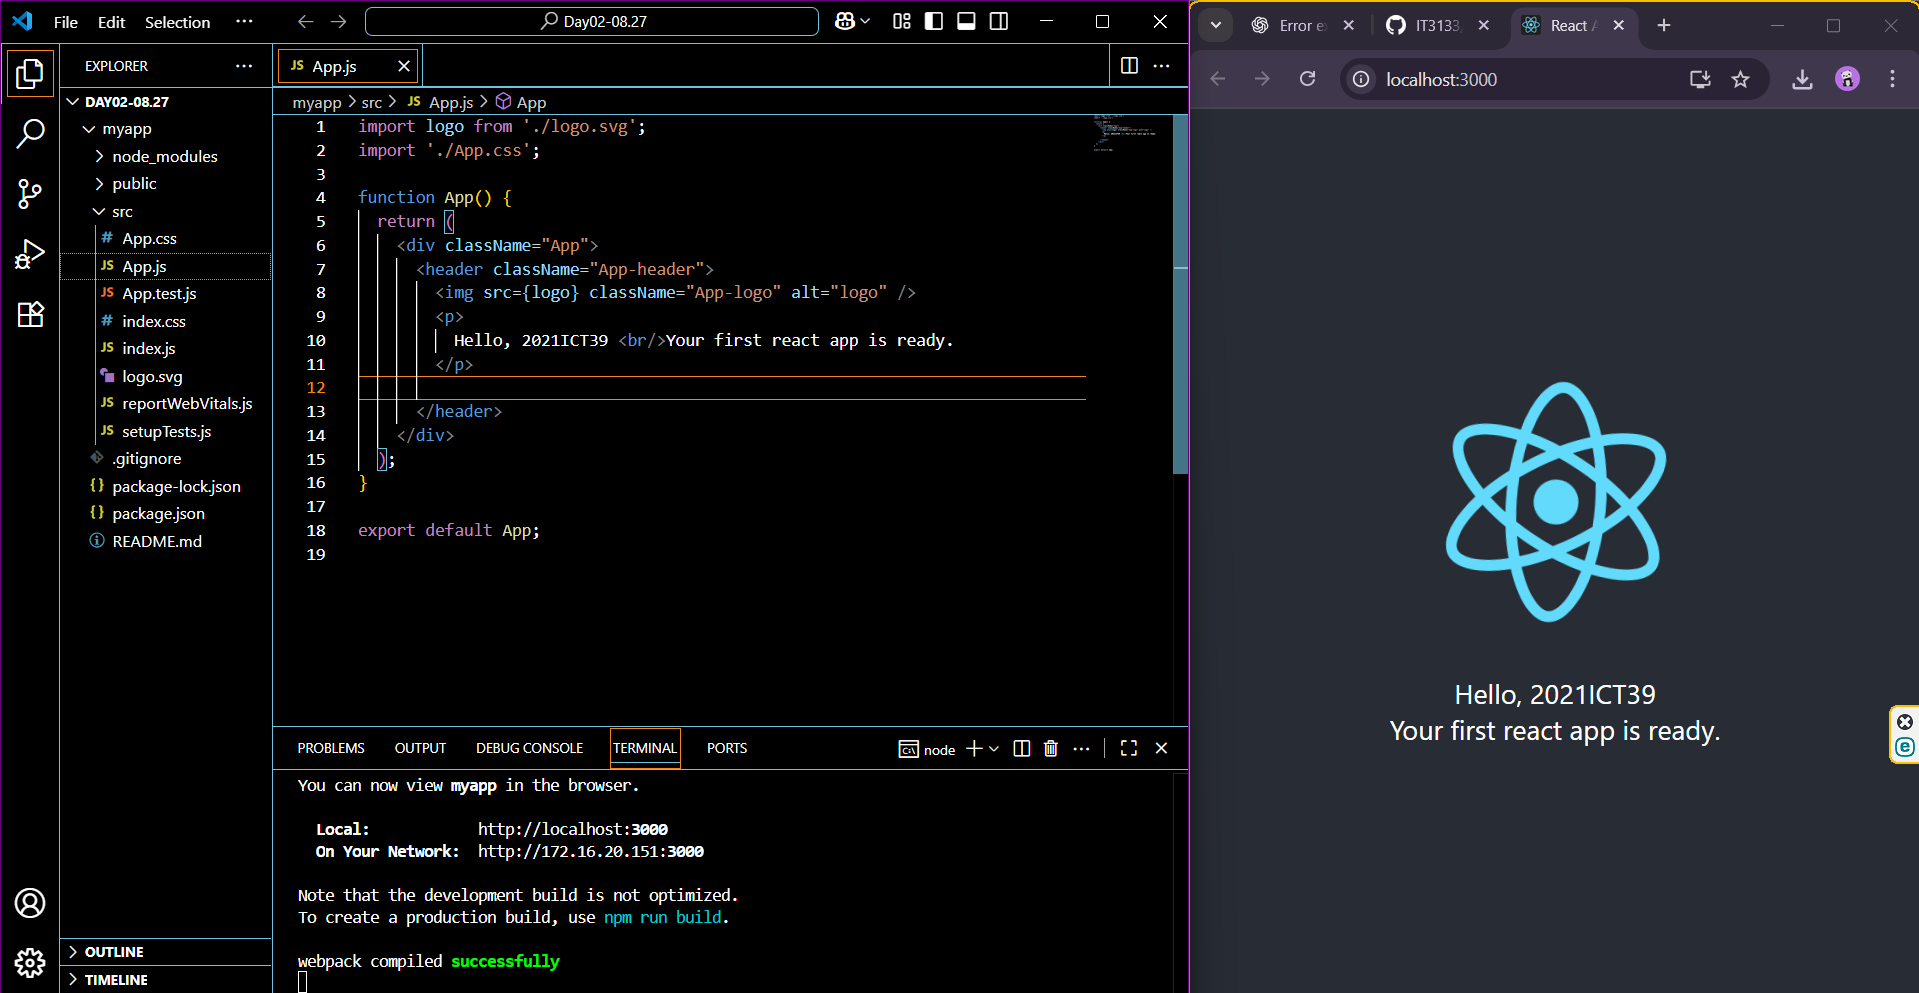 File Edit Selection ··· Day02-08.27
EXPLORER ···
DAY02-08.27
myapp
node_modules
public
src
# App.css
JS App.js
JS App.test.js
# index.css
JS index.js
logo.svg
JS reportWebVitals.js
JS setupTests.js
.gitignore
{} package-lock.json
{} package.json
README.md
OUTLINE
TIMELINE
JS App.js
myapp > src > JS App.js > App
1 import logo from './logo.svg';
2 import './App.css';
3
4 function App() {
5 return (
6 <div className="App">
7 <header className="App-header">
8 <img src={logo} className="App-logo" alt="logo" />
9 <p>
10 Hello, 2021ICT39 <br/>Your first react app is ready.
11 </p>
12
13 </header>
14 </div>
15 );
16 }
17
18 export default App;
19
PROBLEMS OUTPUT DEBUG CONSOLE TERMINAL PORTS node
You can now view myapp in the browser.
Local: http://localhost:3000
On Your Network: http://172.16.20.151:3000
Note that the development build is not optimized.
To create a production build, use npm run build.
webpack compiled successfully
Error e IT3133 React A
localhost:3000
Hello, 2021ICT39
Your first react app is ready.